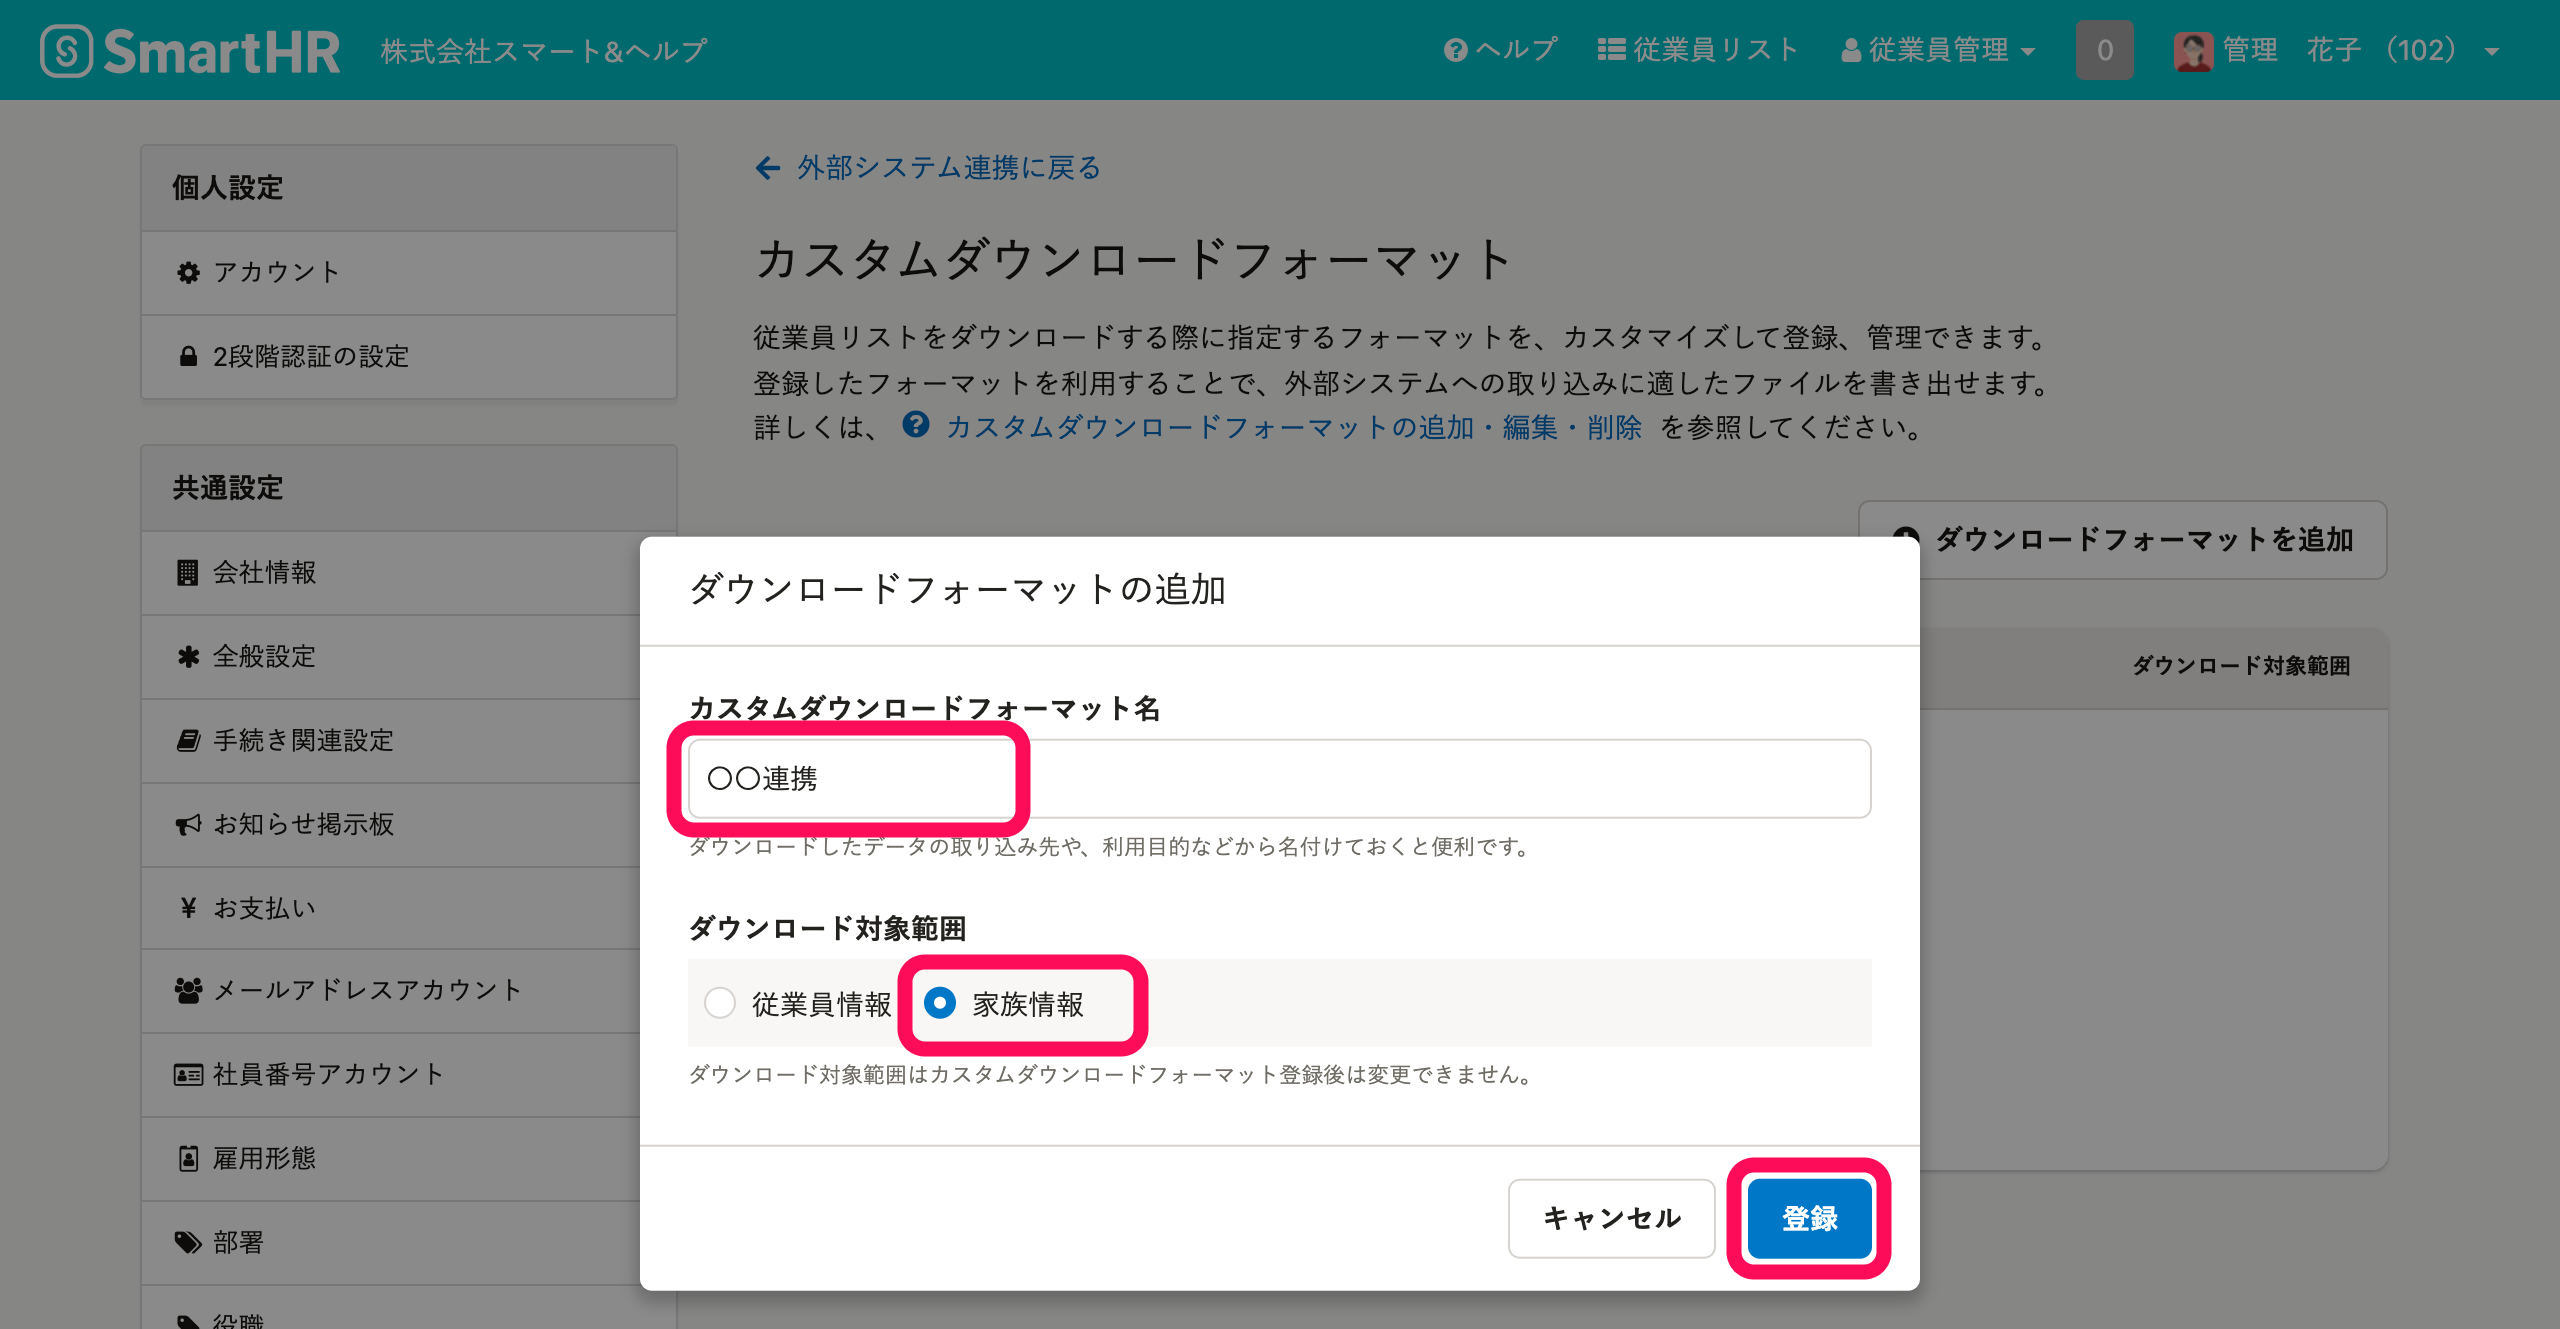 SmartHR 株式会社スマート&ヘルプ ヘルプ 従業員リスト 従業員管理 0 管理 花子 (102)
個人設定
アカウント
2段階認証の設定
共通設定
会社情報
全般設定
手続き関連設定
お知らせ掲示板
¥ お支払い
メールアドレスアカウント
社員番号アカウント
雇用形態
部署
役職
外部システム連携に戻る
カスタムダウンロードフォーマット
従業員リストをダウンロードする際に指定するフォーマットを、カスタマイズして登録、管理できます。
登録したフォーマットを利用することで、外部システムへの取り込みに適したファイルを書き出せます。
詳しくは、 カスタムダウンロードフォーマットの追加・編集・削除 を参照してください。
ダウンロードフォーマットを追加
ダウンロード対象範囲
ダウンロードフォーマットの追加
カスタムダウンロードフォーマット名
〇〇連携
ダウンロードしたデータの取り込み先や、利用目的などから名付けておくと便利です。
ダウンロード対象範囲
従業員情報 家族情報
ダウンロード対象範囲はカスタムダウンロードフォーマット登録後は変更できません。
キャンセル 登録